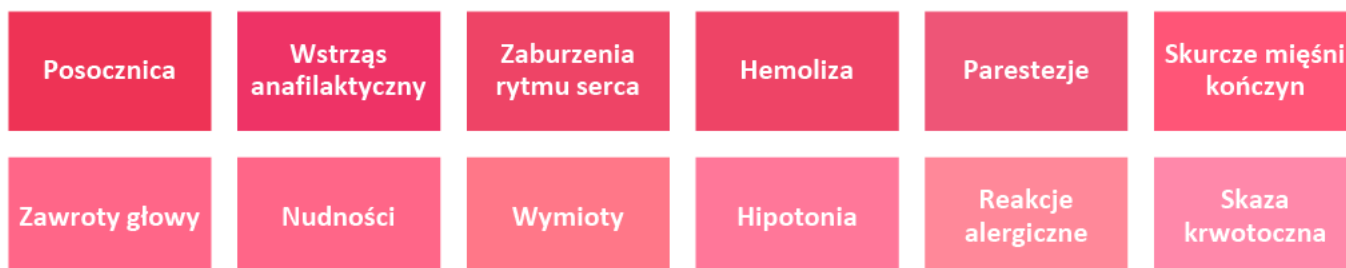 Posocznica
Wstrząs
anafilaktyczny
Zaburzenia
rytmu serca
Hemoliza
Parestezje
Skurcze mięśni
kończyn
Zawroty głowy
Nudności
Wymioty
Hipotonia
Reakcje
alergiczne
Skaza
krwotoczna